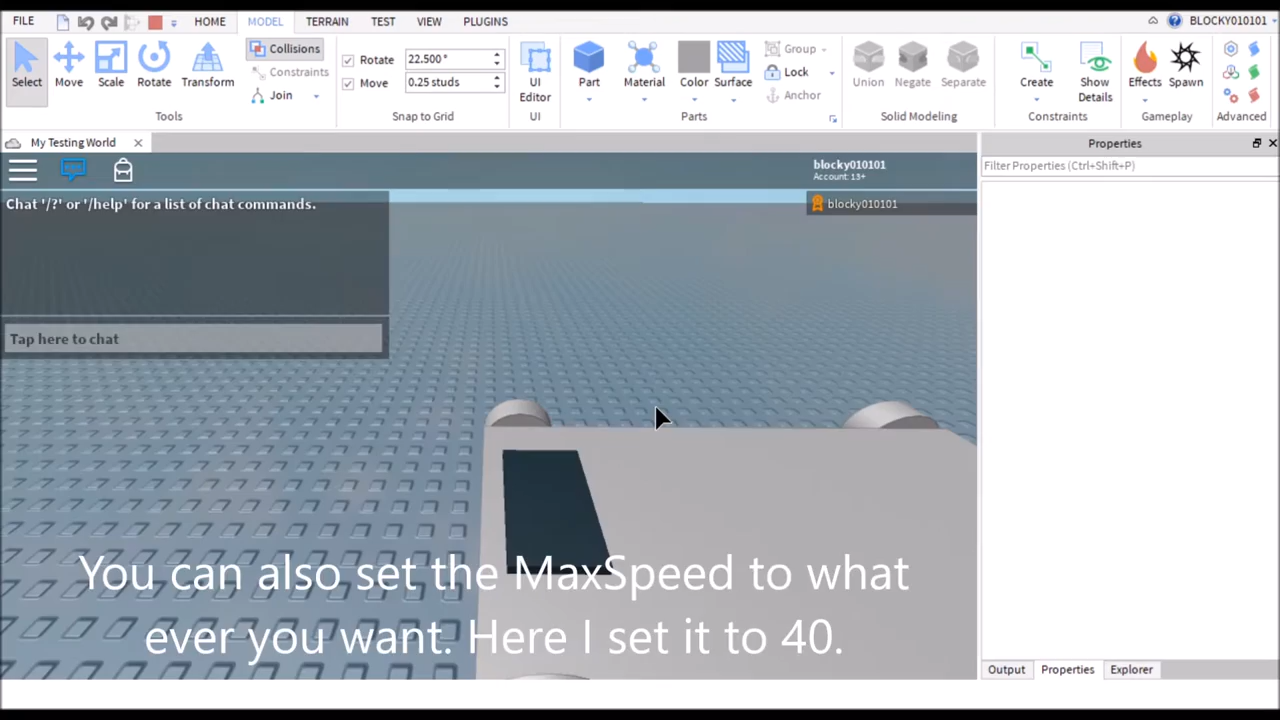 FILE HOME MODEL TERRAIN TEST VIEW PLUGINS BLOCKY010101
Select Move Scale Rotate Transform
Collisions
Constraints
Join
Tools
Rotate 22.500 °
Move 0.25 studs
Snap to Grid
UI Editor
UI
Part Material Color Surface
Group
Lock
Anchor
Parts
Union Negate Separate
Solid Modeling
Create Show Details
Constraints
Effects Spawn
Gameplay
Advanced
My Testing World
Properties
Filter Properties (Ctrl+Shift+P)
blocky010101
Account: 13+
blocky010101
Chat '/?' or '/help' for a list of chat commands.
Tap here to chat
You can also set the MaxSpeed to what
ever you want. Here I set it to 40.
Output Properties Explorer